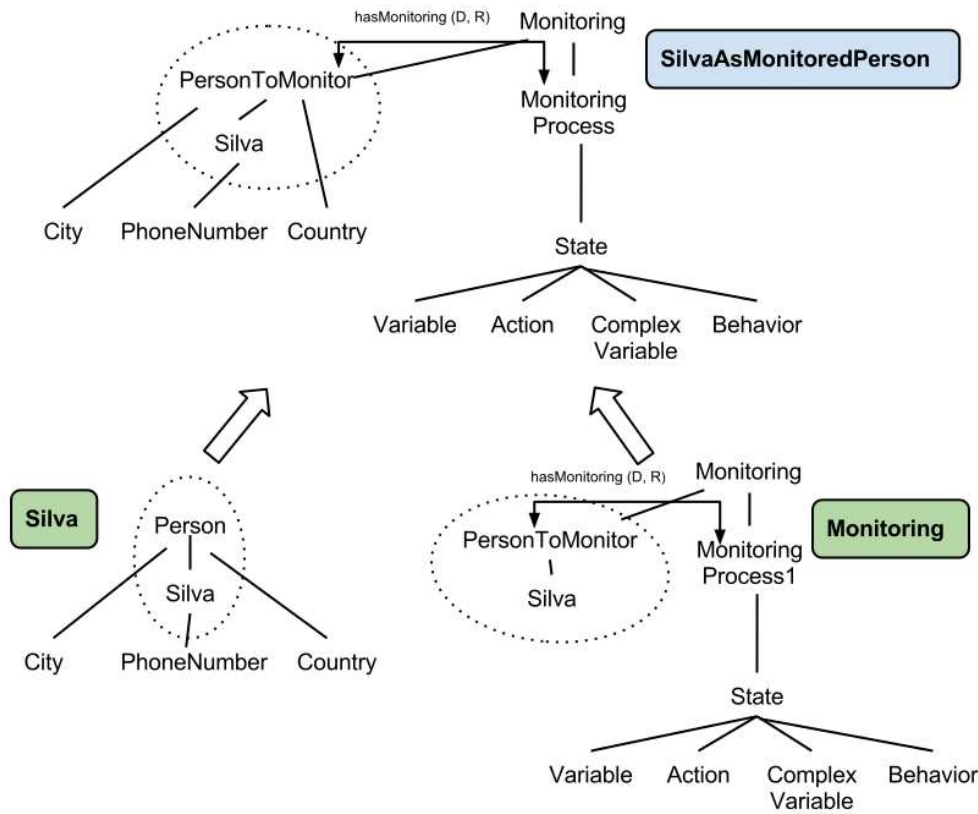 hasMonitoring (D, R)
Monitoring
SilvaAsMonitoredPerson
PersonToMonitor
Monitoring
Process
Silva
City
PhoneNumber
Country
State
Variable
Action
Complex
Variable
Behavior
hasMonitoring (D, R)
Monitoring
Silva
Person
PersonToMonitor
Monitoring
Process1
Monitoring
Silva
Silva
City
PhoneNumber
Country
State
Variable
Action
Complex
Variable
Behavior